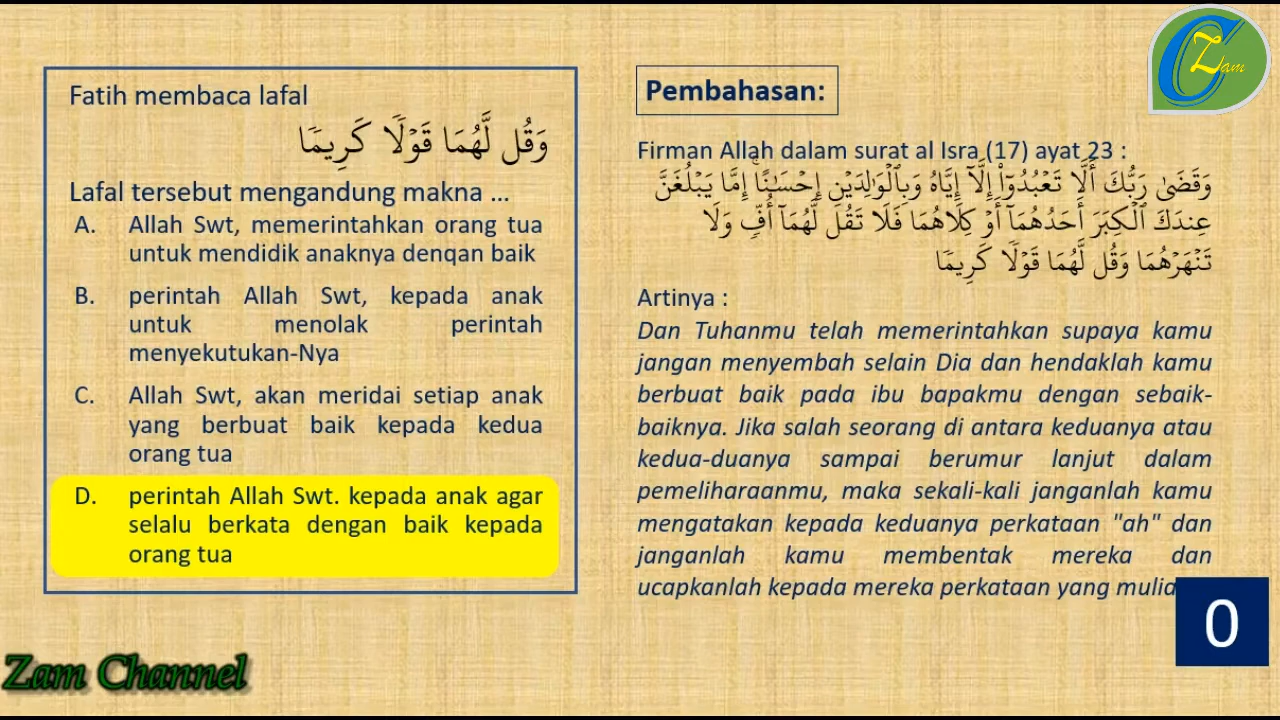 Fatih membaca lafal
وَقُل لَّهُمَا قَوۡلٗا كَرِيمٗا
Lafal tersebut mengandung makna ...
A. Allah Swt, memerintahkan orang tua
untuk mendidik anaknya denqan baik
B. perintah Allah Swt, kepada anak
untuk menolak perintah
menyekutukan-Nya
C. Allah Swt, akan meridai setiap anak
yang berbuat baik kepada kedua
orang tua
D. perintah Allah Swt. kepada anak agar
selalu berkata dengan baik kepada
orang tua
Pembahasan:
Firman Allah dalam surat al Isra (17) ayat 23 :
وَقَضَىٰ رَبُّكَ أَلَّا تَعۡبُدُوٓاْ إِلَّآ إِيَّاهُ وَبِٱلۡوَٰلِدَيۡنِ إِحۡسَٰنًاۚ إِمَّا يَبۡلُغَنَّ
عِندَكَ ٱلۡكِبَرَ أَحَدُهُمَآ أَوۡ كِلَاهُمَا فَلَا تَقُل لَّهُمَآ أُفّٖ وَلَا
تَنۡهَرۡهُمَا وَقُل لَّهُمَا قَوۡلٗا كَرِيمٗا
Artinya :
Dan Tuhanmu telah memerintahkan supaya kamu
jangan menyembah selain Dia dan hendaklah kamu
berbuat baik pada ibu bapakmu dengan sebaik-
baiknya. Jika salah seorang di antara keduanya atau
kedua-duanya sampai berumur lanjut dalam
pemeliharaanmu, maka sekali-kali janganlah kamu
mengatakan kepada keduanya perkataan "ah" dan
janganlah kamu membentak mereka dan
ucapkanlah kepada mereka perkataan yang mulia
0
Zam
Zam Channel